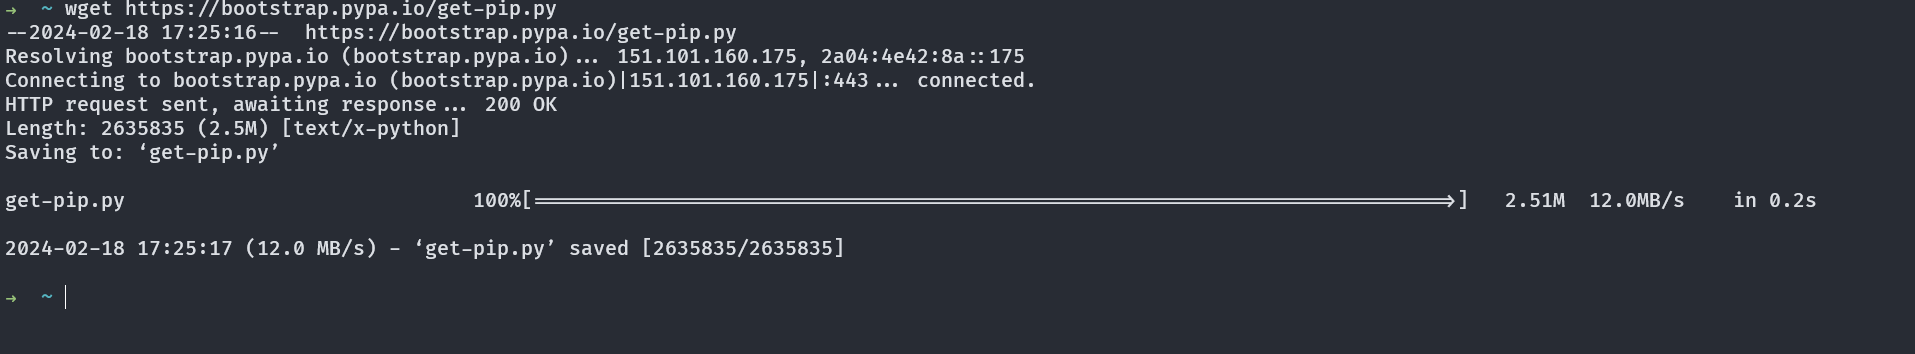 → ~ wget https://bootstrap.pypa.io/get-pip.py
--2024-02-18 17:25:16-- https://bootstrap.pypa.io/get-pip.py
Resolving bootstrap.pypa.io (bootstrap.pypa.io)... 151.101.160.175, 2a04:4e42:8a::175
Connecting to bootstrap.pypa.io (bootstrap.pypa.io)|151.101.160.175|:443... connected.
HTTP request sent, awaiting response... 200 OK
Length: 2635835 (2.5M) [text/x-python]
Saving to: ‘get-pip.py’
get-pip.py 100%[============================================================================>] 2.51M 12.0MB/s in 0.2s
2024-02-18 17:25:17 (12.0 MB/s) - ‘get-pip.py’ saved [2635835/2635835]
→ ~